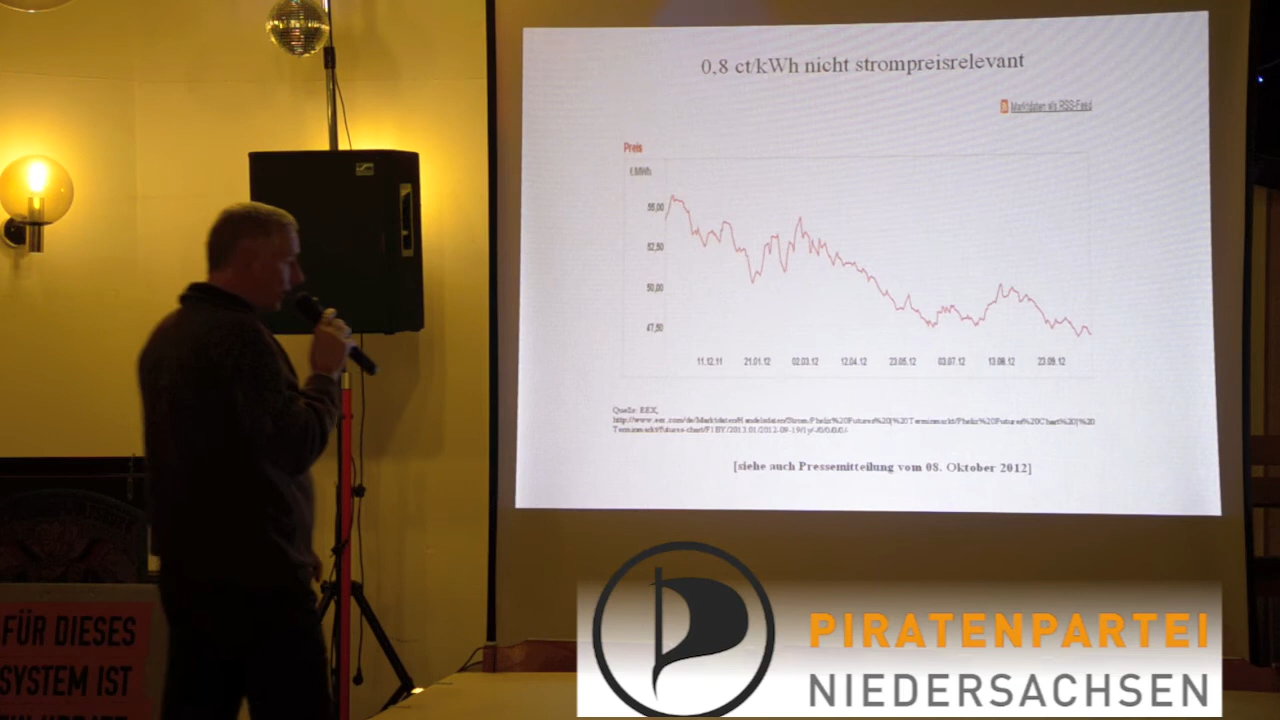 0,8 ct/kWh nicht strompreisrelevant
Marktdaten als RSS-Feed
Preis
€/MWh
55,00
52,50
50,00
47,50
11.12.11 21.01.12 02.03.12 12.04.12 23.05.12 03.07.12 13.08.12 23.09.12
Quelle: EEX,
[siehe auch Pressemitteilung vom 08. Oktober 2012]
FÜR DIESES
SYSTEM IST
PIRATENPARTEI
NIEDERSACHSEN